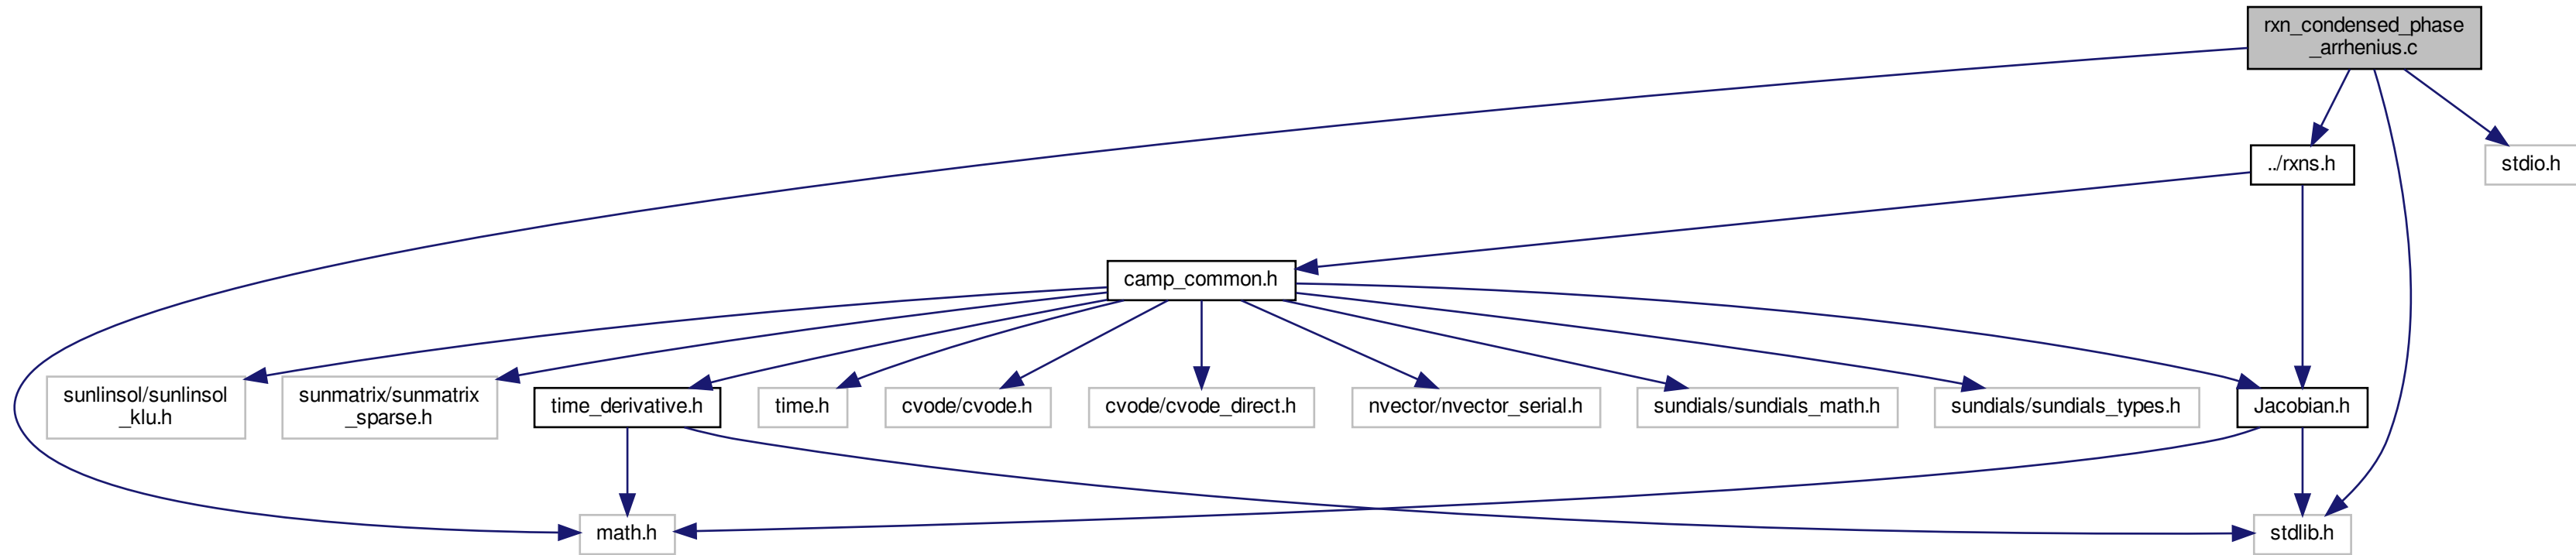 rxn_condensed_phase
_arrhenius.c
../rxns.h
stdio.h
camp_common.h
sunlinsol/sunlinsol
_klu.h
sunmatrix/sunmatrix
_sparse.h
time_derivative.h
time.h
cvode/cvode.h
cvode/cvode_direct.h
nvector/nvector_serial.h
sundials/sundials_math.h
sundials/sundials_types.h
Jacobian.h
math.h
stdlib.h